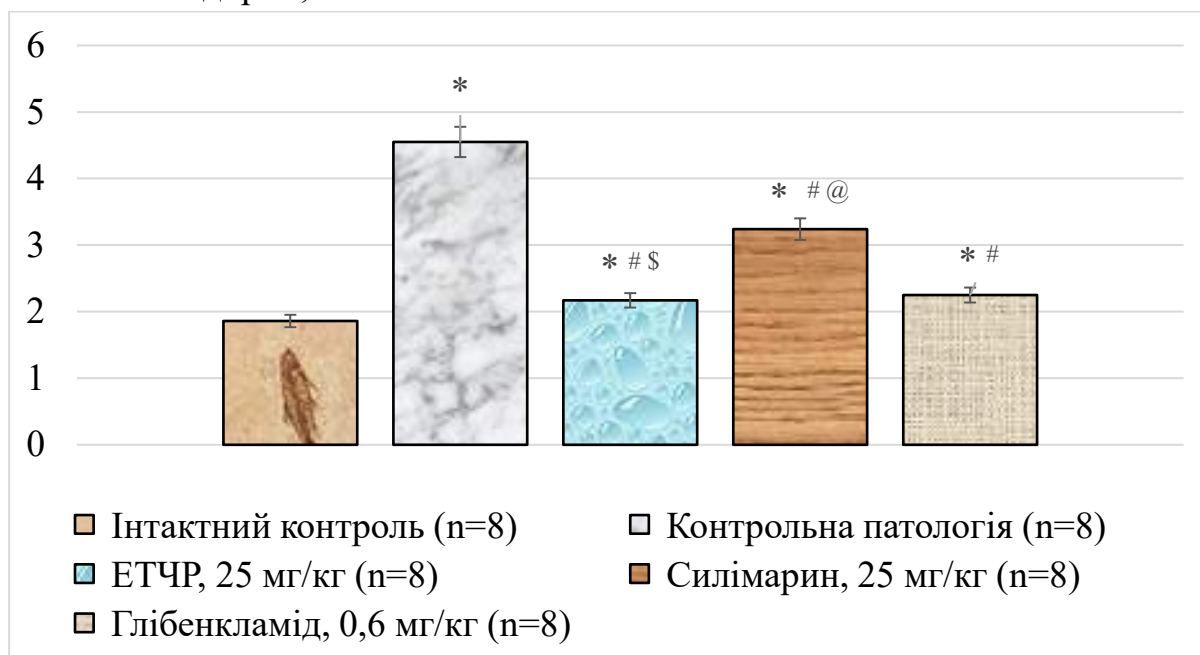 6
5
4
3
2
1
0
*
* # $
* # @
* #
Інтактний контроль (n=8)
Контрольна патологія (n=8)
ЕТЧР, 25 мг/кг (n=8)
Силімарин, 25 мг/кг (n=8)
Глібенкламід, 0,6 мг/кг (n=8)